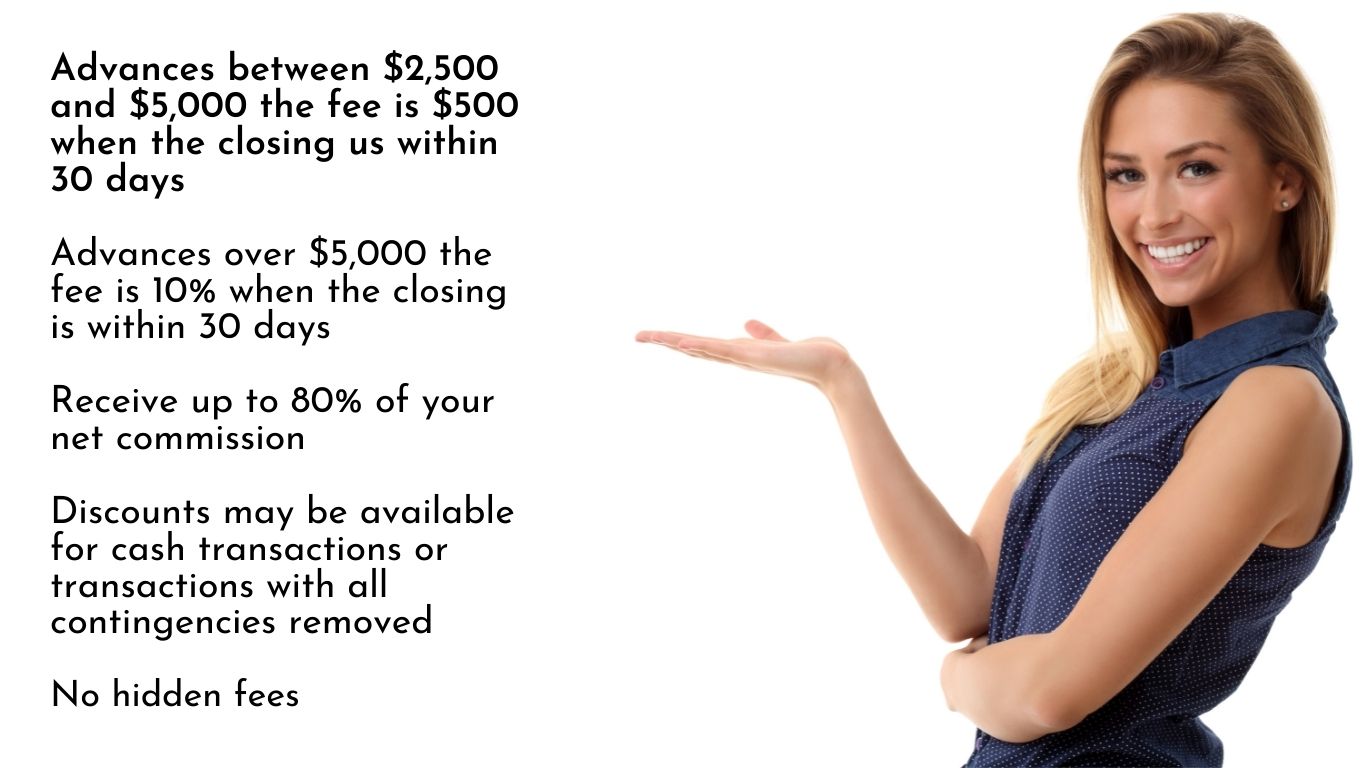 Advances between $2,500
and $5,000 the fee is $500
when the closing us within
30 days
Advances over $5,000 the
fee is 10% when the closing
is within 30 days
Receive up to 80% of your
net commission
Discounts may be available
for cash transactions or
transactions with all
contingencies removed
No hidden fees